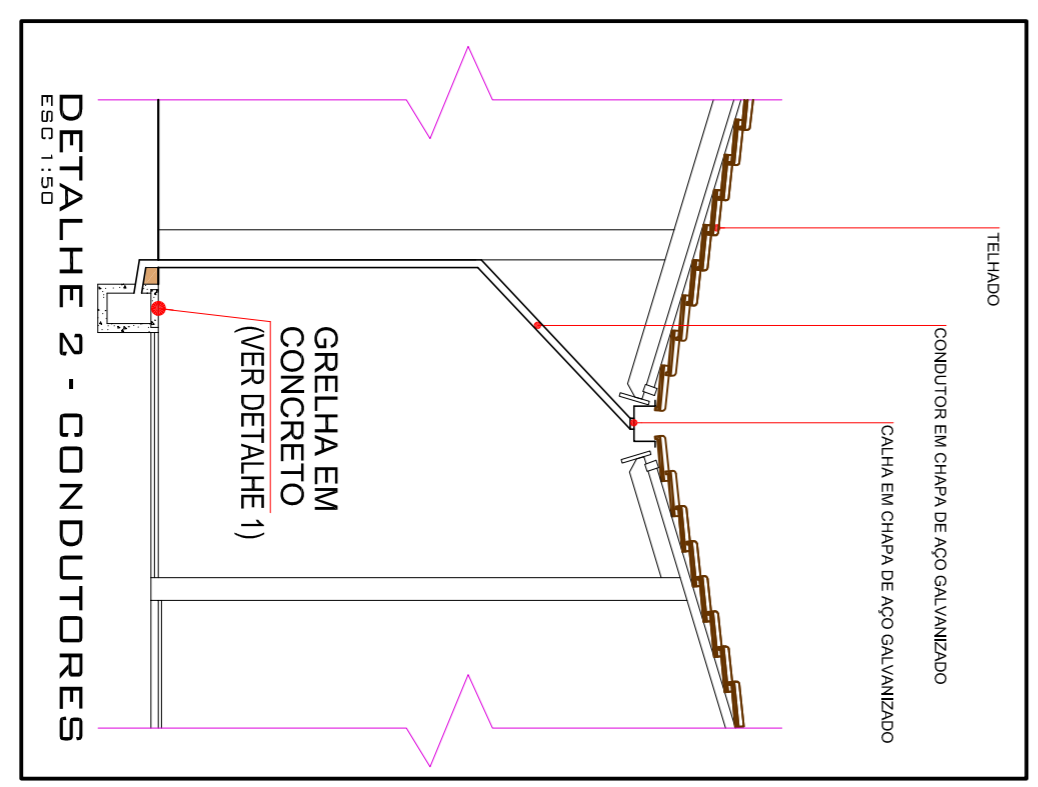 TELHADO
CONDUTOR EM CHAPA DE AÇO GALVANIZADO
CALHA EM CHAPA DE AÇO GALVANIZADO
GRELHA EM
CONCRETO
(VER DETALHE 1)
DETALHE 2 - CONDUTORES
ESC 1:50